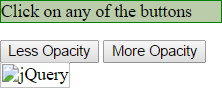 Click on any of the buttons
Less Opacity More Opacity
jQuery